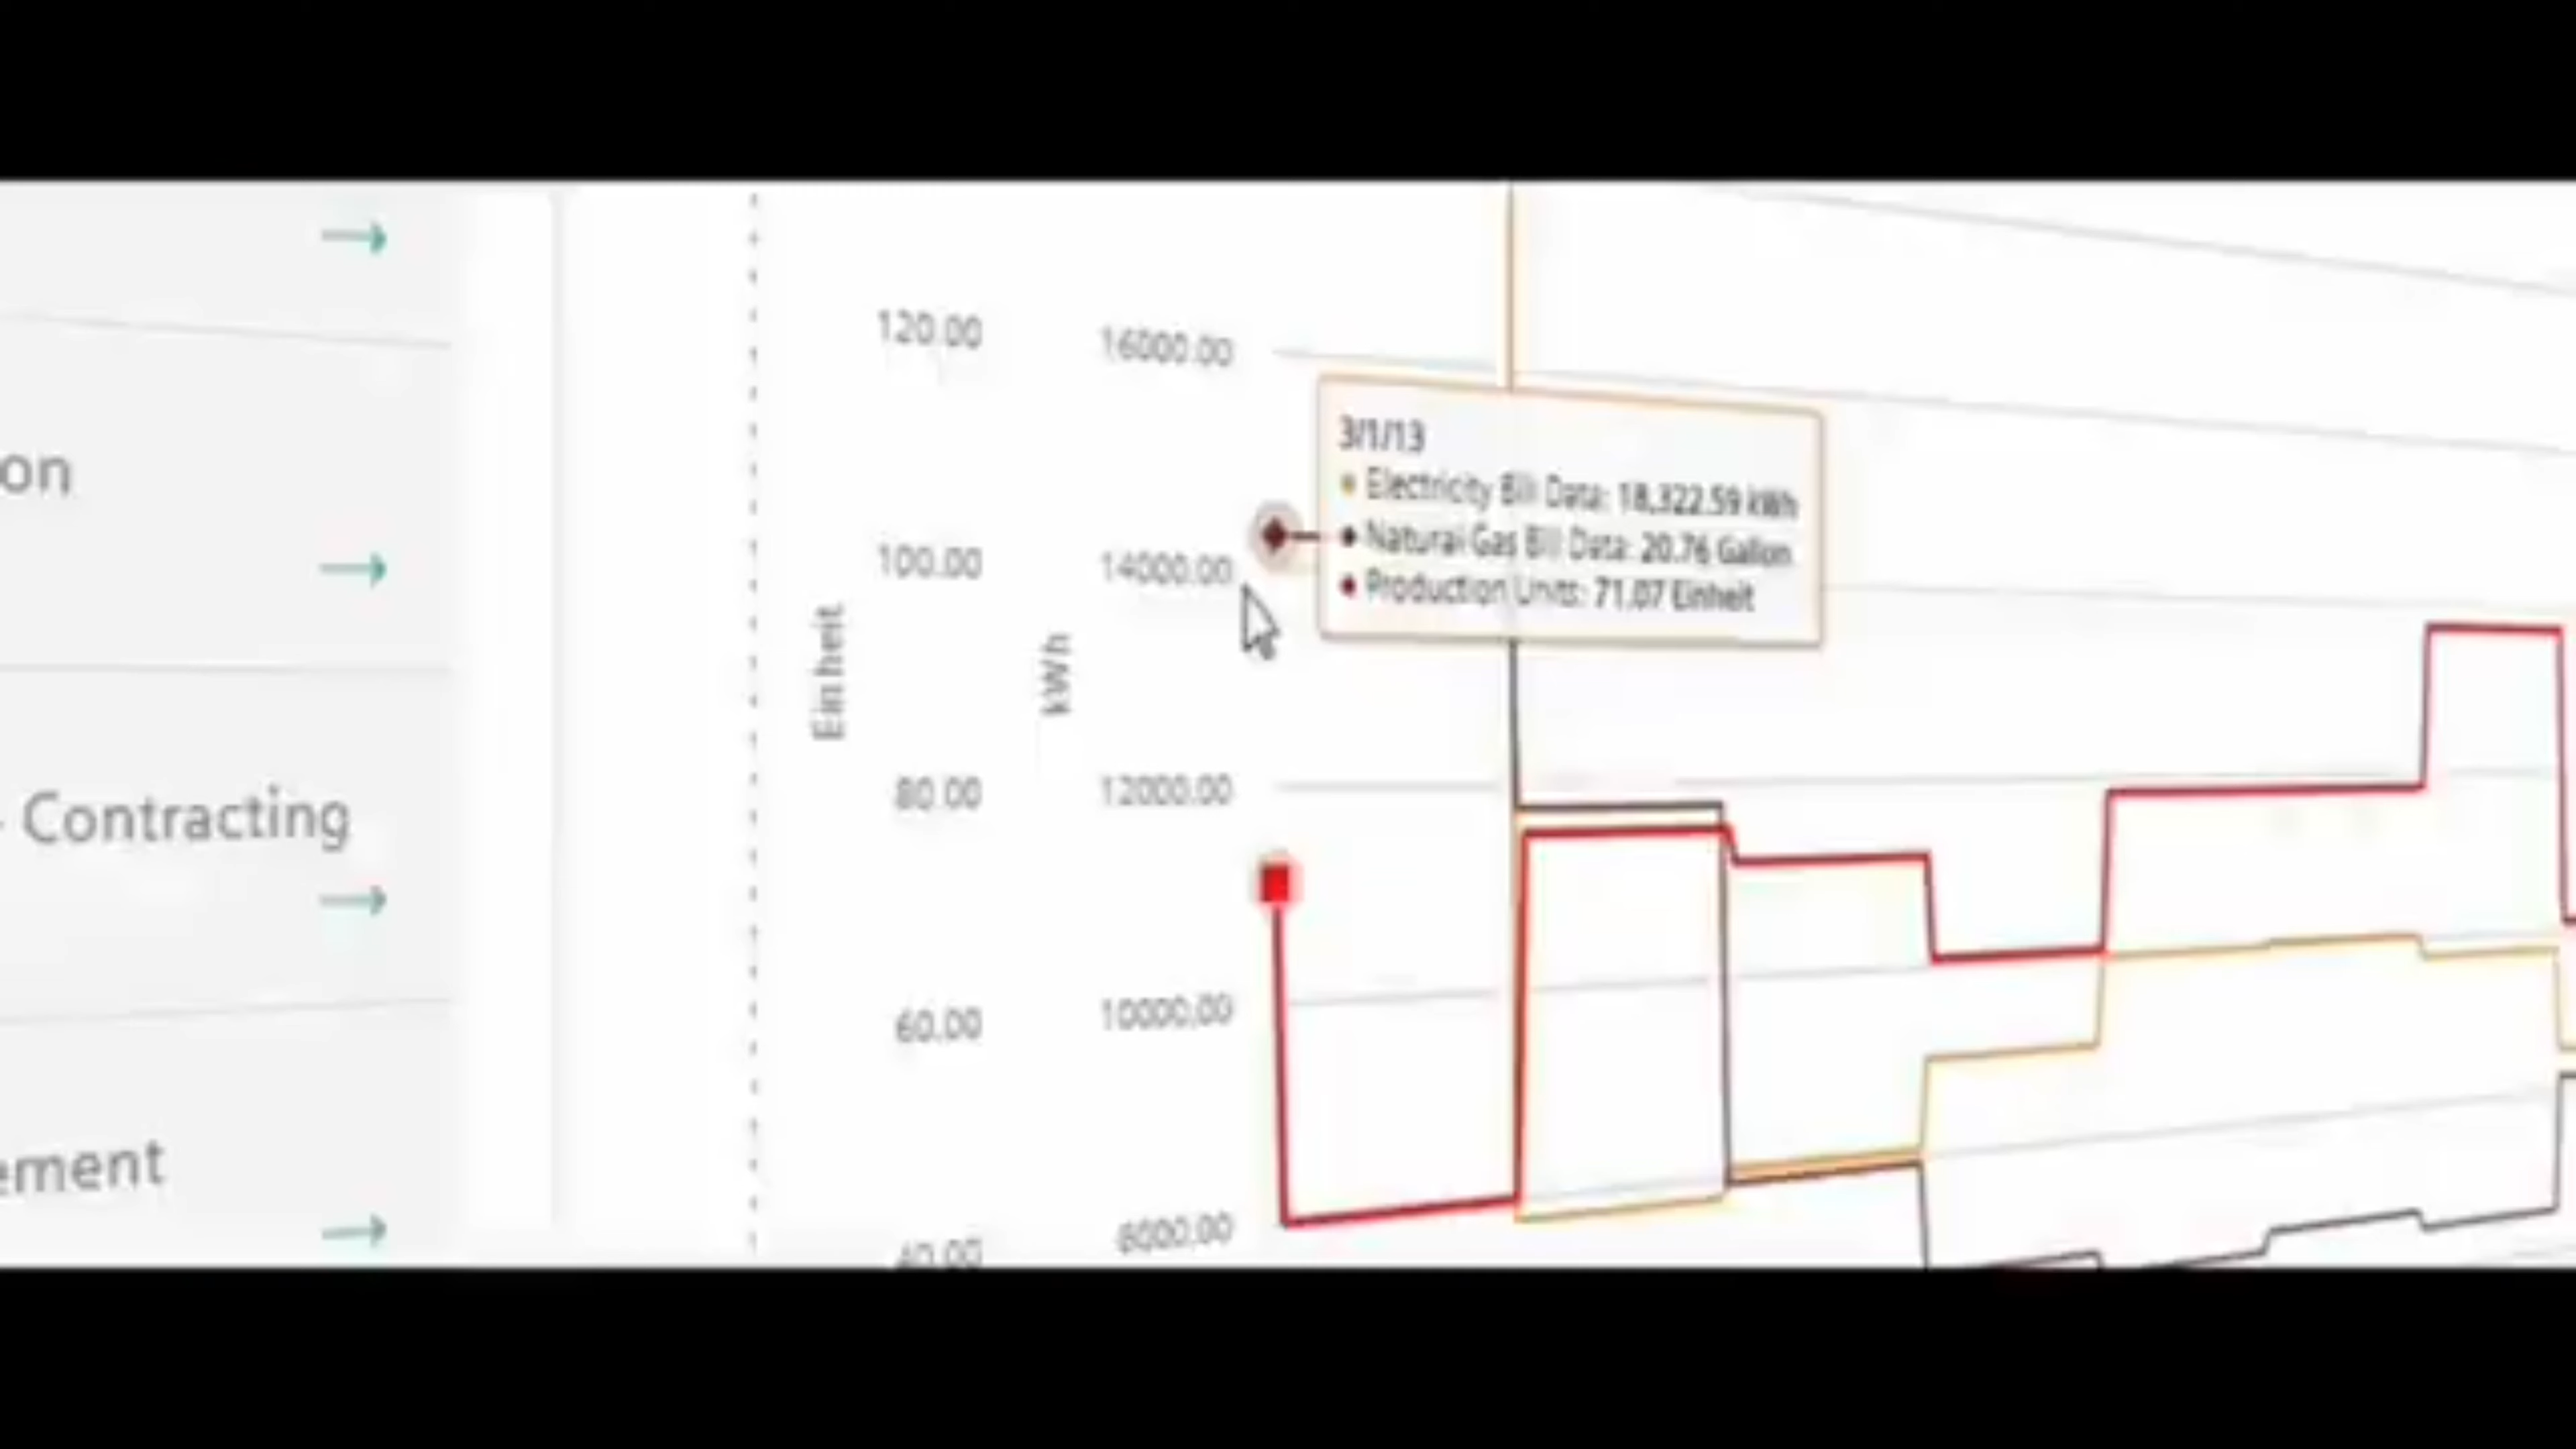 on
- Contracting
ement
Einheit
120.00
100.00
80.00
60.00
40.00
kWh
16000.00
14000.00
12000.00
10000.00
8000.00
3/1/13
Electricity Bill Data: 18,322.59 kWh
Natural Gas Bill Data: 20.76 Gallon
Production Units: 71.07 Einheit